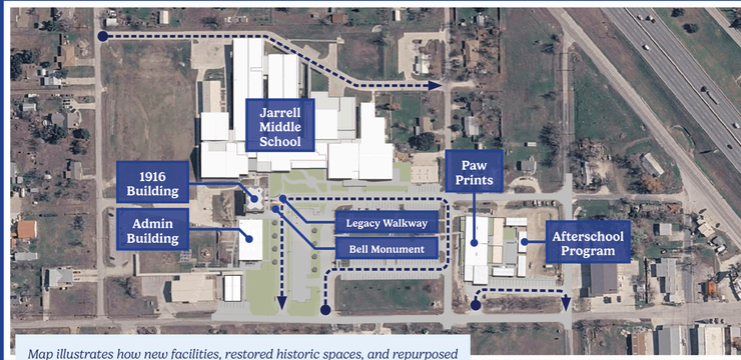 Jarrell
Middle
School
1916
Building
Paw
Prints
Admin
Building
Legacy Walkway
Bell Monument
Afterschool
Program
Map illustrates how new facilities, restored historic spaces, and repurposed